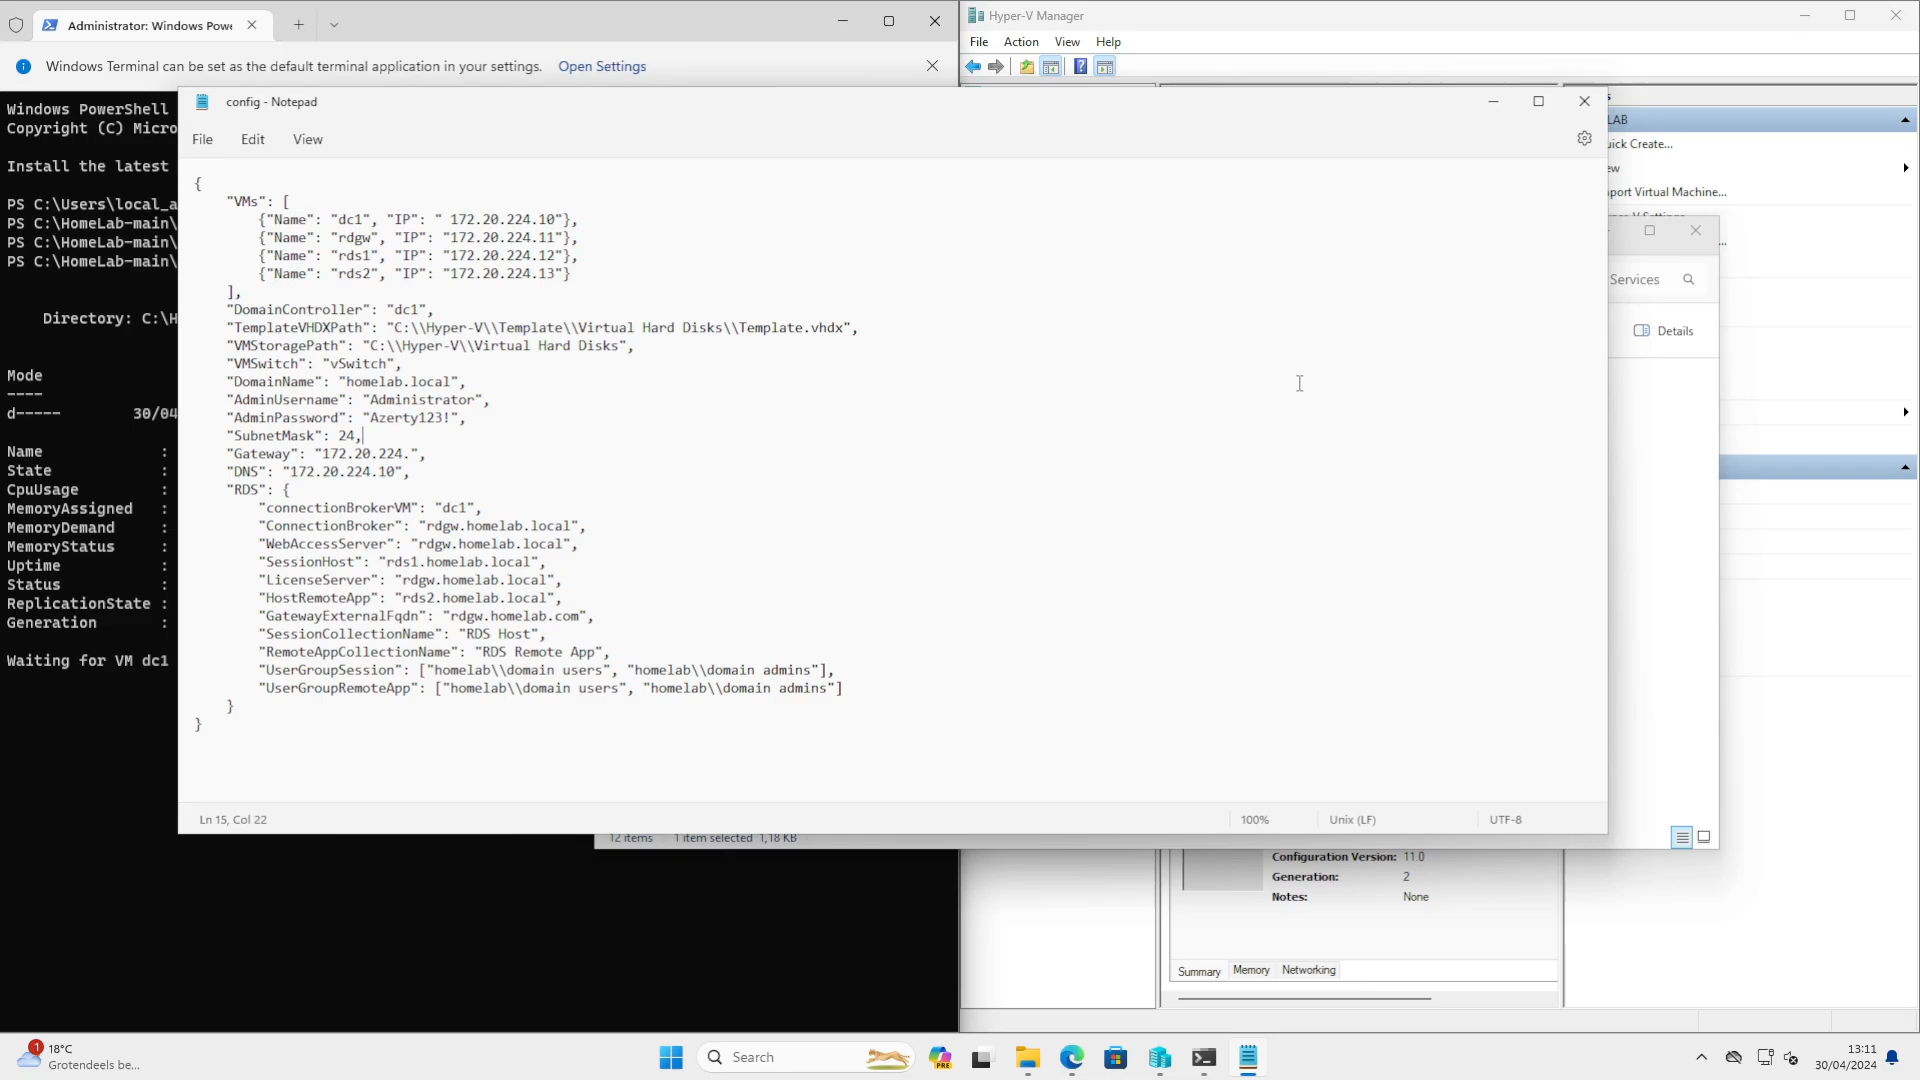 Administrator: Windows Powe
Windows Terminal can be set as the default terminal application in your settings. Open Settings
Windows PowerShell
Copyright (C) Micro
Install the latest
PS C:\Users\local_a
PS C:\HomeLab-main\
PS C:\HomeLab-main\
PS C:\HomeLab-main\
Directory: C:\H
Mode
----
d-----          30/04
Name :
State :
CpuUsage :
MemoryAssigned :
MemoryDemand :
MemoryStatus :
Uptime :
Status :
ReplicationState :
Generation :
Waiting for VM dc1
config - Notepad
File Edit View
{
"VMs": [
{"Name": "dc1", "IP": " 172.20.224.10"},
{"Name": "rdgw", "IP": "172.20.224.11"},
{"Name": "rds1", "IP": "172.20.224.12"},
{"Name": "rds2", "IP": "172.20.224.13"}
],
"DomainController": "dc1",
"TemplateVHDXPath": "C:\\Hyper-V\\Template\\Virtual Hard Disks\\Template.vhdx",
"VMStoragePath": "C:\\Hyper-V\\Virtual Hard Disks",
"VMSwitch": "vSwitch",
"DomainName": "homelab.local",
"AdminUsername": "Administrator",
"AdminPassword": "Azerty123!",
"SubnetMask": 24,
"Gateway": "172.20.224.",
"DNS": "172.20.224.10",
"RDS": {
"connectionBrokerVM": "dc1",
"ConnectionBroker": "rdgw.homelab.local",
"WebAccessServer": "rdgw.homelab.local",
"SessionHost": "rds1.homelab.local",
"LicenseServer": "rdgw.homelab.local",
"HostRemoteApp": "rds2.homelab.local",
"GatewayExternalFqdn": "rdgw.homelab.com",
"SessionCollectionName": "RDS Host",
"RemoteAppCollectionName": "RDS Remote App",
"UserGroupSession": ["homelab\\domain users", "homelab\\domain admins"],
"UserGroupRemoteApp": ["homelab\\domain users", "homelab\\domain admins"]
}
}
Ln 15, Col 22 100% Unix (LF) UTF-8
12 items 1 item selected 1,18 KB
Hyper-V Manager
File Action View Help
LAB
uick Create...
ew
port Virtual Machine...
Services
Details
Configuration Version: 11.0
Generation: 2
Notes: None
Summary Memory Networking
1
18°C
Grotendeels be...
Search
PRE
13:11
30/04/2024